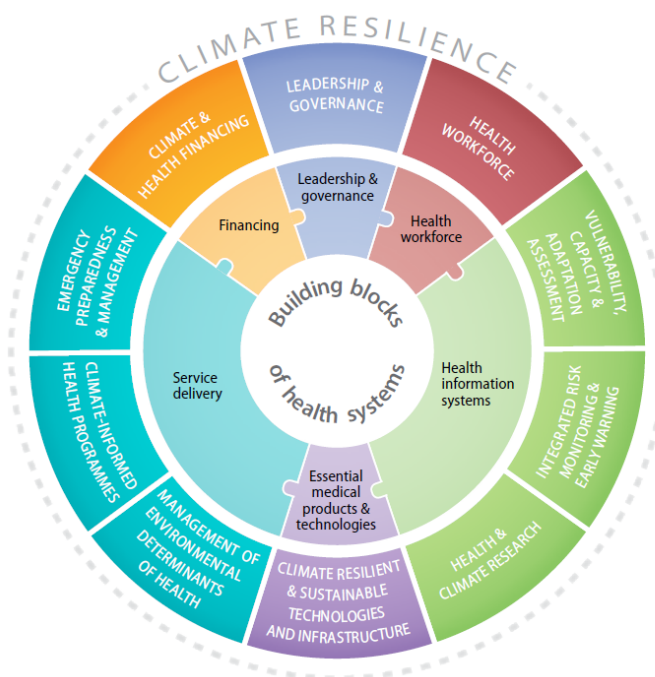 CLIMATE RESILIENCE
LEADERSHIP &
GOVERNANCE
HEALTH
WORKFORCE
VULNERABILITY,
CAPACITY &
ADAPTATION
ASSESSMENT
INTEGRATED RISK
MONITORING &
EARLY WARNING
HEALTH &
CLIMATE RESEARCH
CLIMATE RESILIENT
& SUSTAINABLE
TECHNOLOGIES
AND INFRASTRUCTURE
MANAGEMENT OF
ENVIRONMENTAL
DETERMINANTS
OF HEALTH
CLIMATE-INFORMED
HEALTH PROGRAMMES
EMERGENCY
PREPAREDNESS
& MANAGEMENT
CLIMATE &
HEALTH FINANCING
Leadership &
governance
Health
workforce
Health
information
systems
Essential
medical
products &
technologies
Service
delivery
Financing
Building blocks
of health systems